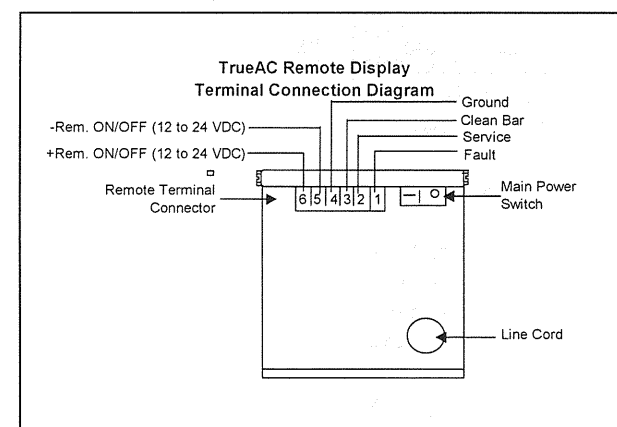 TrueAC Remote Display
Terminal Connection Diagram
Ground
Clean Bar
-Rem. ON/OFF (12 to 24 VDC)
Service
+Rem. ON/OFF (12 to 24 VDC)
Fault
Remote Terminal
Connector
6 5 4 3 2 1
— | O
Main Power
Switch
Line Cord